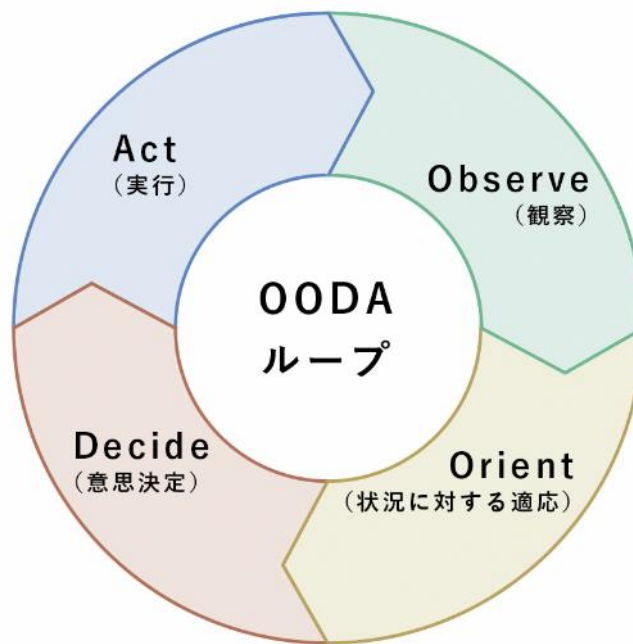 OODA
ループ
Observe
（観察）
Orient
（状況に対する適応）
Decide
（意思決定）
Act
（実行）